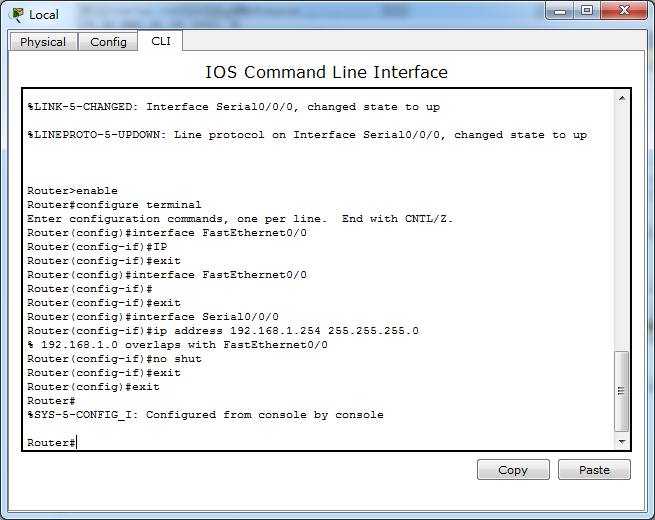 Local
Physical Config CLI
IOS Command Line Interface
%LINK-5-CHANGED: Interface Serial0/0/0, changed state to up
%LINEPROTO-5-UPDOWN: Line protocol on Interface Serial0/0/0, changed state to up
Router>enable
Router#configure terminal
Enter configuration commands, one per line.  End with CNTL/Z.
Router(config)#interface FastEthernet0/0
Router(config-if)#IP
Router(config-if)#exit
Router(config)#interface FastEthernet0/0
Router(config-if)#
Router(config-if)#exit
Router(config)#interface Serial0/0/0
Router(config-if)#ip address 192.168.1.254 255.255.255.0
% 192.168.1.0 overlaps with FastEthernet0/0
Router(config-if)#no shut
Router(config-if)#exit
Router(config)#exit
Router#
%SYS-5-CONFIG_I: Configured from console by console
Router#
Copy Paste